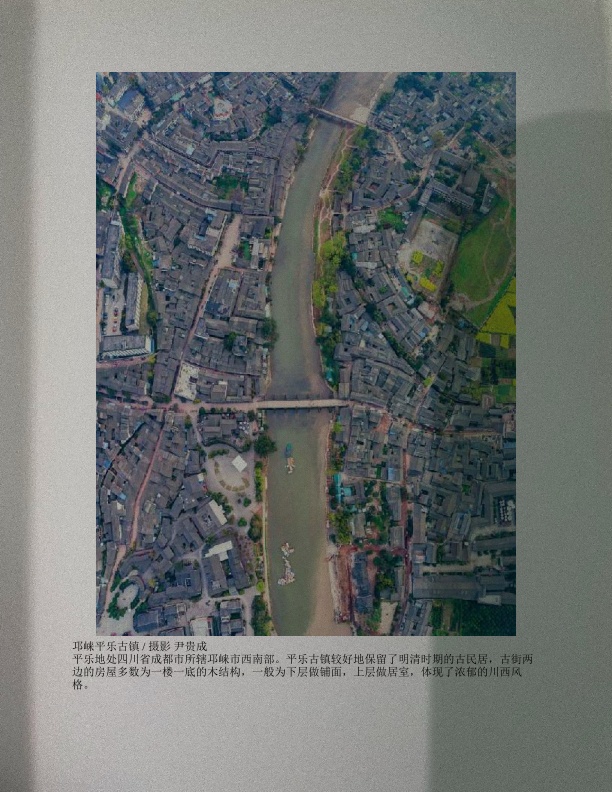 邛崃平乐古镇 / 摄影 尹贵成
平乐地处四川省成都市所辖邛崃市西南部。平乐古镇较好地保留了明清时期的古民居，古街两
边的房屋多数为一楼一底的木结构，一般为下层做铺面，上层做居室，体现了浓郁的川西风
格。